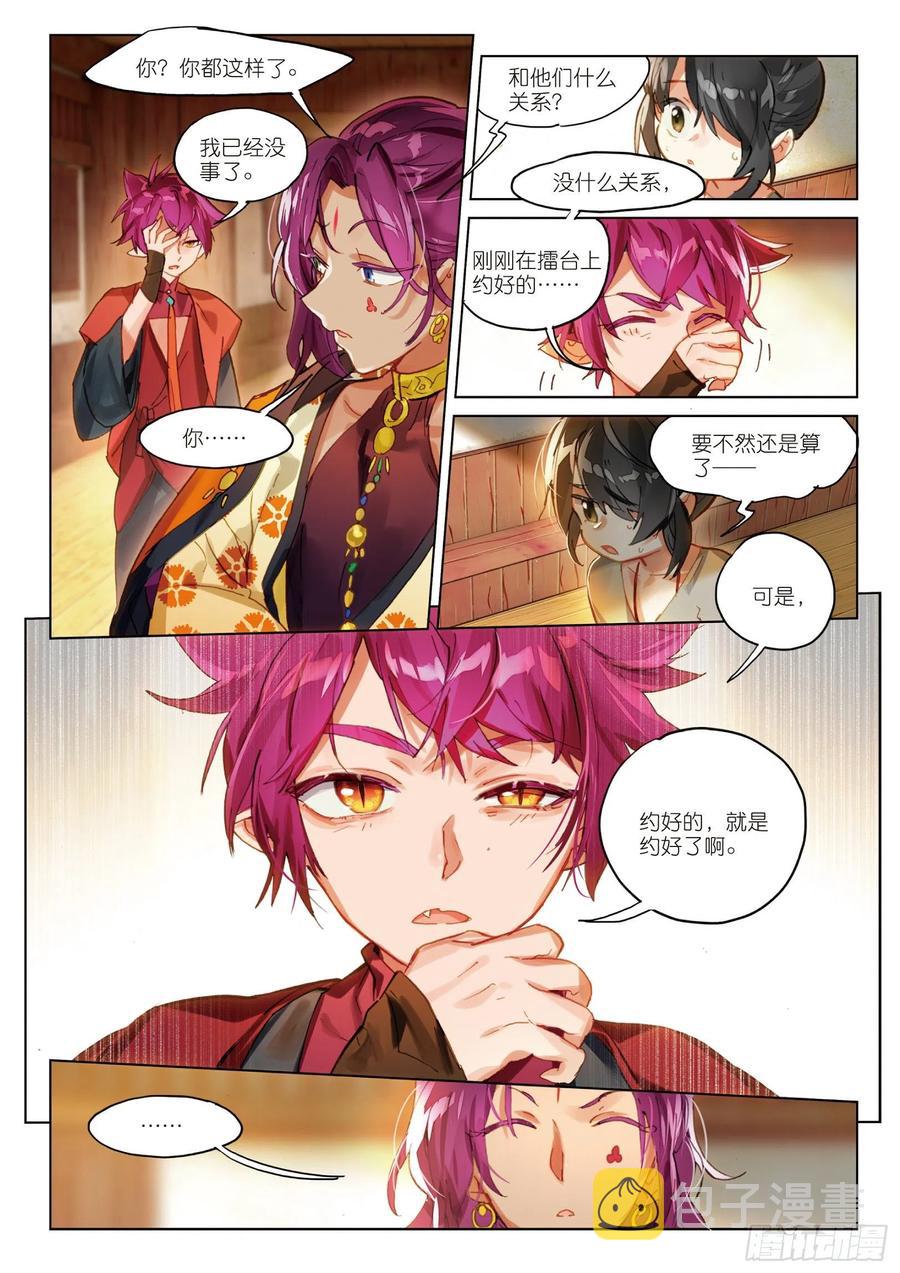 你？你都这样了。
我已经没
事了。
你……
和他们什么
关系？
没什么关系，
刚刚在擂台上
约好的……
要不然还是算
了——
可是，
约好的，就是
约好了啊。
……
包子漫畫
腾讯动漫